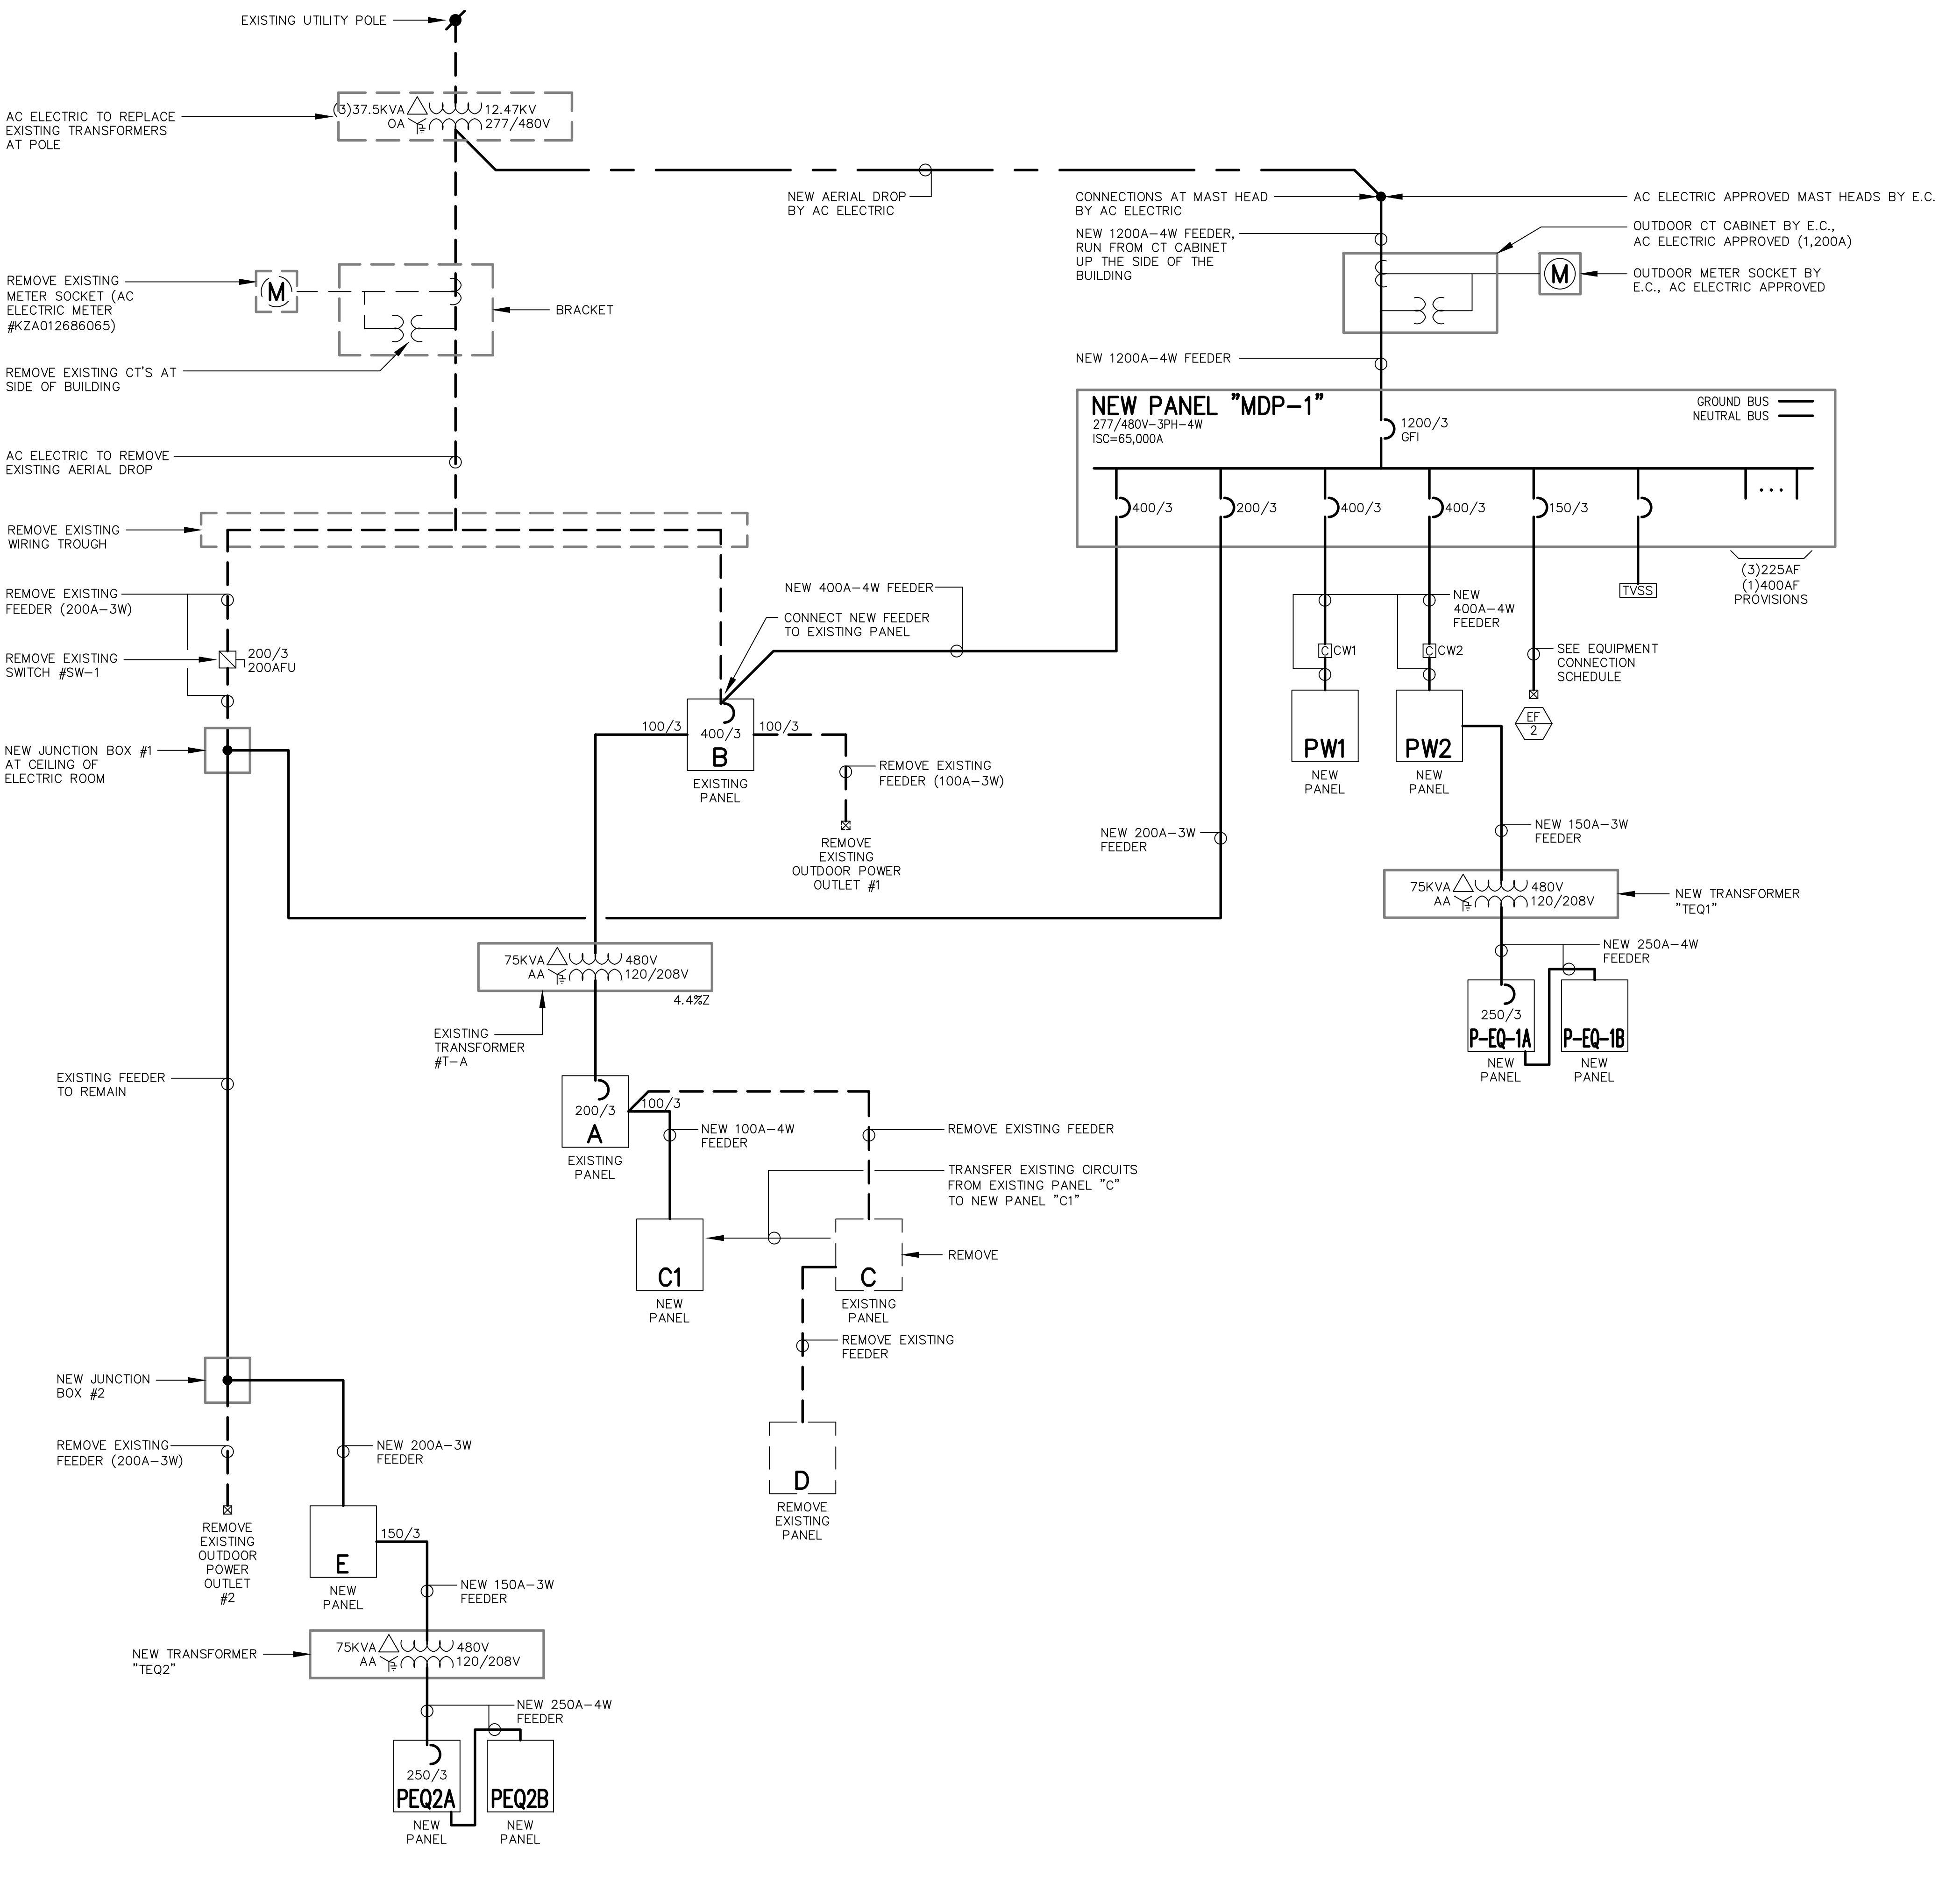 EXISTING UTILITY POLE
AC ELECTRIC TO REPLACE
EXISTING TRANSFORMERS
AT POLE
(3)37.5KVA
OA
12.47KV
277/480V
NEW AERIAL DROP
BY AC ELECTRIC
CONNECTIONS AT MAST HEAD
BY AC ELECTRIC
AC ELECTRIC APPROVED MAST HEADS BY E.C.
NEW 1200A-4W FEEDER,
RUN FROM CT CABINET
UP THE SIDE OF THE
BUILDING
OUTDOOR CT CABINET BY E.C.,
AC ELECTRIC APPROVED (1,200A)
M
OUTDOOR METER SOCKET BY
E.C., AC ELECTRIC APPROVED
REMOVE EXISTING
METER SOCKET (AC
ELECTRIC METER
#KZA012686065)
M
BRACKET
REMOVE EXISTING CT'S AT
SIDE OF BUILDING
NEW 1200A-4W FEEDER
NEW PANEL "MDP-1"
277/480V-3PH-4W
ISC=65,000A
GROUND BUS
NEUTRAL BUS
1200/3
GFI
400/3
200/3
400/3
400/3
150/3
...
AC ELECTRIC TO REMOVE
EXISTING AERIAL DROP
REMOVE EXISTING
WIRING TROUGH
(3)225AF
(1)400AF
PROVISIONS
TVSS
NEW
400A-4W
FEEDER
C CW1
C CW2
SEE EQUIPMENT
CONNECTION
SCHEDULE
EF
2
PW1
NEW
PANEL
PW2
NEW
PANEL
REMOVE EXISTING
FEEDER (200A-3W)
REMOVE EXISTING
SWITCH #SW-1
200/3
200AFU
NEW JUNCTION BOX #1
AT CEILING OF
ELECTRIC ROOM
NEW 400A-4W FEEDER
CONNECT NEW FEEDER
TO EXISTING PANEL
100/3
400/3
100/3
B
EXISTING
PANEL
REMOVE EXISTING
FEEDER (100A-3W)
REMOVE
EXISTING
OUTDOOR POWER
OUTLET #1
NEW 200A-3W
FEEDER
NEW 150A-3W
FEEDER
75KVA
AA
480V
120/208V
NEW TRANSFORMER
"TEQ1"
NEW 250A-4W
FEEDER
250/3
P-EQ-1A
NEW
PANEL
P-EQ-1B
NEW
PANEL
75KVA
AA
480V
120/208V
4.4%Z
EXISTING
TRANSFORMER
#T-A
EXISTING FEEDER
TO REMAIN
200/3
A
EXISTING
PANEL
100/3
NEW 100A-4W
FEEDER
REMOVE EXISTING FEEDER
TRANSFER EXISTING CIRCUITS
FROM EXISTING PANEL "C"
TO NEW PANEL "C1"
C1
NEW
PANEL
C
EXISTING
PANEL
REMOVE
REMOVE EXISTING
FEEDER
D
REMOVE
EXISTING
PANEL
NEW JUNCTION
BOX #2
REMOVE EXISTING
FEEDER (200A-3W)
NEW 200A-3W
FEEDER
REMOVE
EXISTING
OUTDOOR
POWER
OUTLET
#2
E
150/3
NEW
PANEL
NEW 150A-3W
FEEDER
NEW TRANSFORMER
"TEQ2"
75KVA
AA
480V
120/208V
NEW 250A-4W
FEEDER
250/3
PEQ2A
NEW
PANEL
PEQ2B
NEW
PANEL